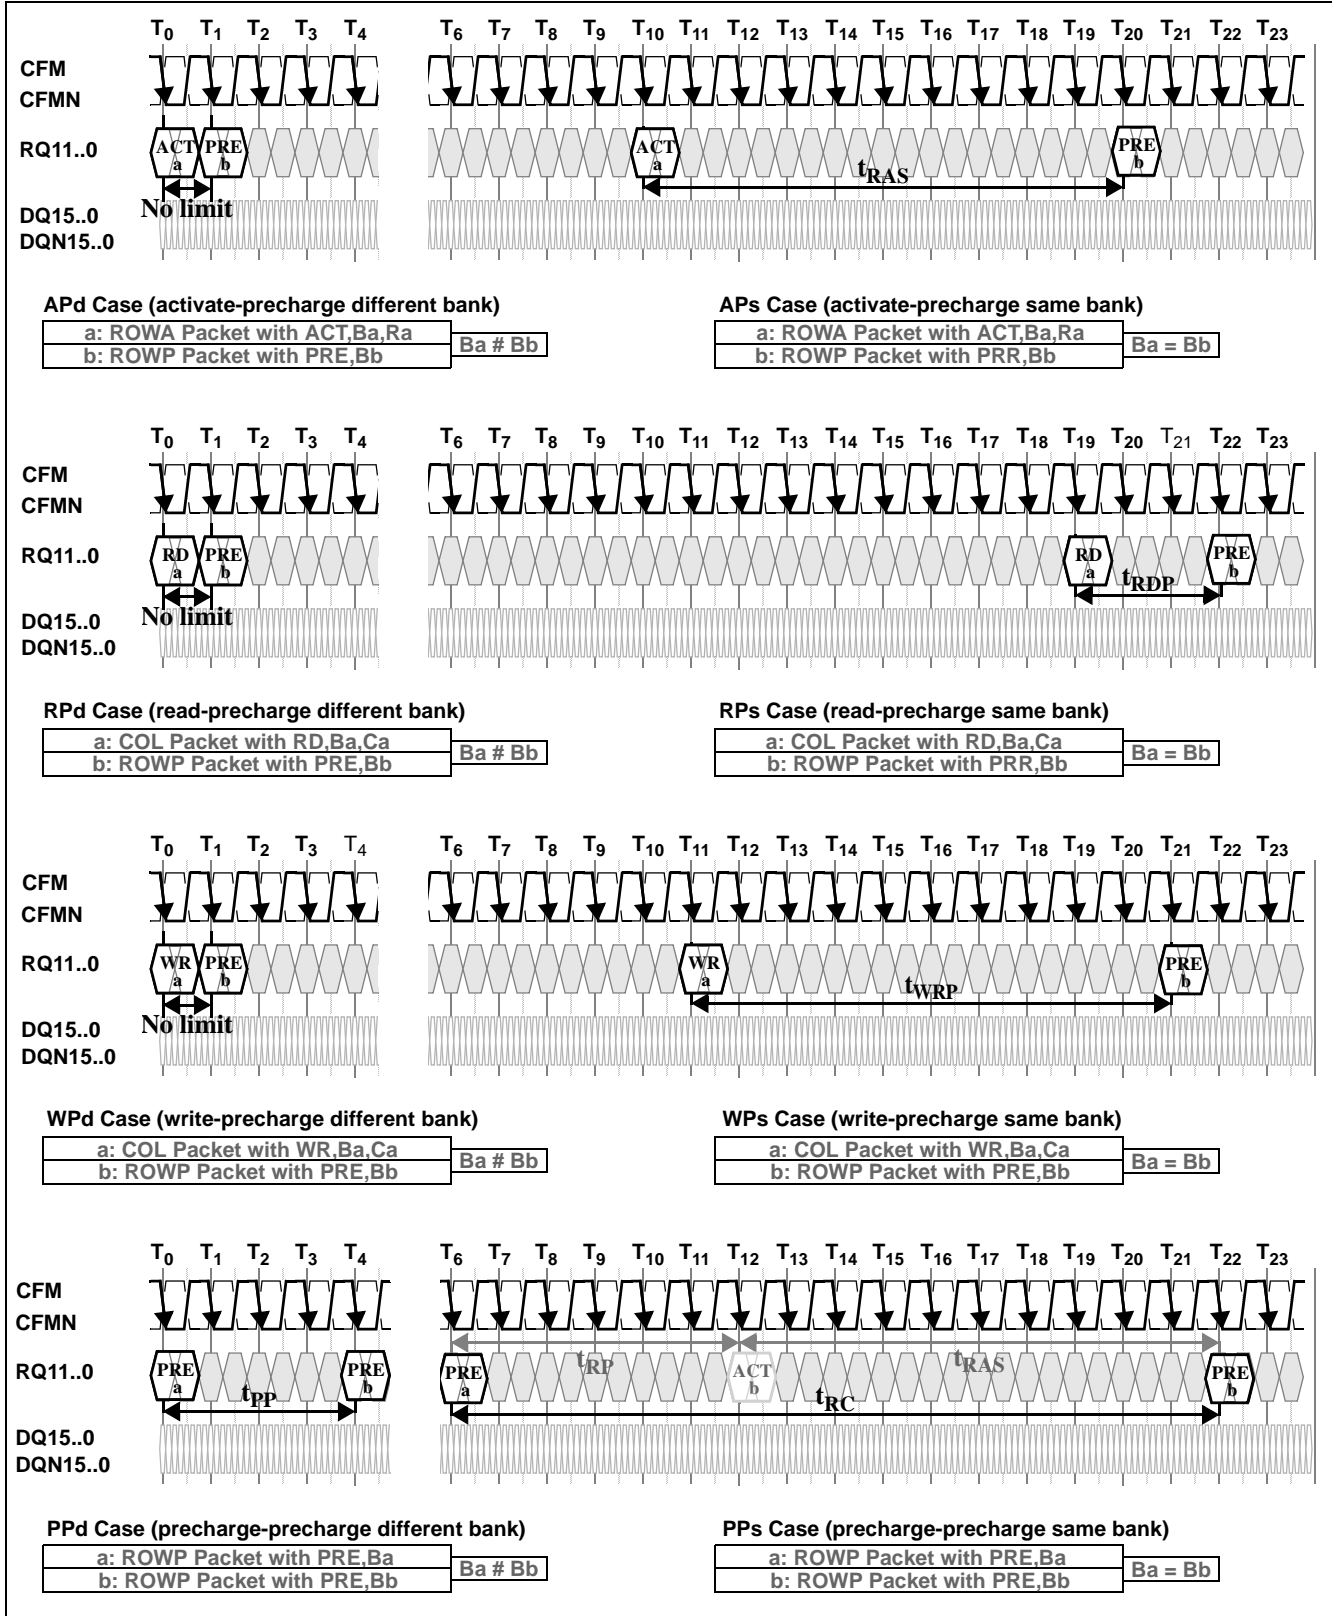 T0 T1 T2 T3 T4 T6 T7 T8 T9 T10 T11 T12 T13 T14 T15 T16 T17 T18 T19 T20 T21 T22 T23
CFM
CFMN
RQ11..0
ACT a PRE b ACT a PRE b
tRAS
No limit
DQ15..0
DQN15..0
APd Case (activate-precharge different bank) APs Case (activate-precharge same bank)
a: ROWA Packet with ACT,Ba,Ra Ba # Bb a: ROWA Packet with ACT,Ba,Ra Ba = Bb
b: ROWP Packet with PRE,Bb b: ROWP Packet with PRR,Bb
T0 T1 T2 T3 T4 T6 T7 T8 T9 T10 T11 T12 T13 T14 T15 T16 T17 T18 T19 T20 T21 T22 T23
CFM
CFMN
RQ11..0
RD a PRE b RD a PRE b
tRDP
No limit
DQ15..0
DQN15..0
RPd Case (read-precharge different bank) RPs Case (read-precharge same bank)
a: COL Packet with RD,Ba,Ca Ba # Bb a: COL Packet with RD,Ba,Ca Ba = Bb
b: ROWP Packet with PRE,Bb b: ROWP Packet with PRR,Bb
T0 T1 T2 T3 T4 T6 T7 T8 T9 T10 T11 T12 T13 T14 T15 T16 T17 T18 T19 T20 T21 T22 T23
CFM
CFMN
RQ11..0
WR a PRE b WR a PRE b
tWRP
No limit
DQ15..0
DQN15..0
WPd Case (write-precharge different bank) WPs Case (write-precharge same bank)
a: COL Packet with WR,Ba,Ca Ba # Bb a: COL Packet with WR,Ba,Ca Ba = Bb
b: ROWP Packet with PRE,Bb b: ROWP Packet with PRE,Bb
T0 T1 T2 T3 T4 T6 T7 T8 T9 T10 T11 T12 T13 T14 T15 T16 T17 T18 T19 T20 T21 T22 T23
CFM
CFMN
tRP tRAS
RQ11..0
PRE a PRE b PRE a ACT b PRE b
tPP tRC
DQ15..0
DQN15..0
PPd Case (precharge-precharge different bank) PPs Case (precharge-precharge same bank)
a: ROWP Packet with PRE,Ba Ba # Bb a: ROWP Packet with PRE,Ba Ba = Bb
b: ROWP Packet with PRE,Bb b: ROWP Packet with PRE,Bb